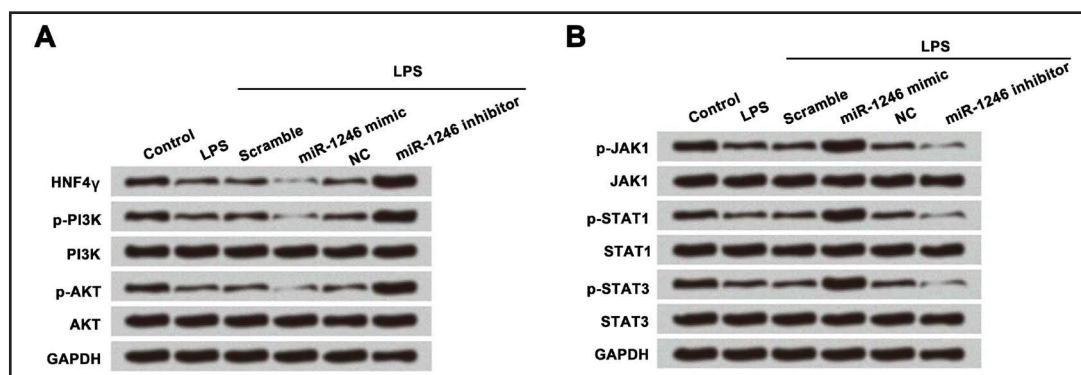 A
LPS
Control
LPS
Scramble
miR-1246 mimic
NC
miR-1246 inhibitor
HNF4γ
p-PI3K
PI3K
p-AKT
AKT
GAPDH
B
LPS
Control
LPS
Scramble
miR-1246 mimic
NC
miR-1246 inhibitor
p-JAK1
JAK1
p-STAT1
STAT1
p-STAT3
STAT3
GAPDH